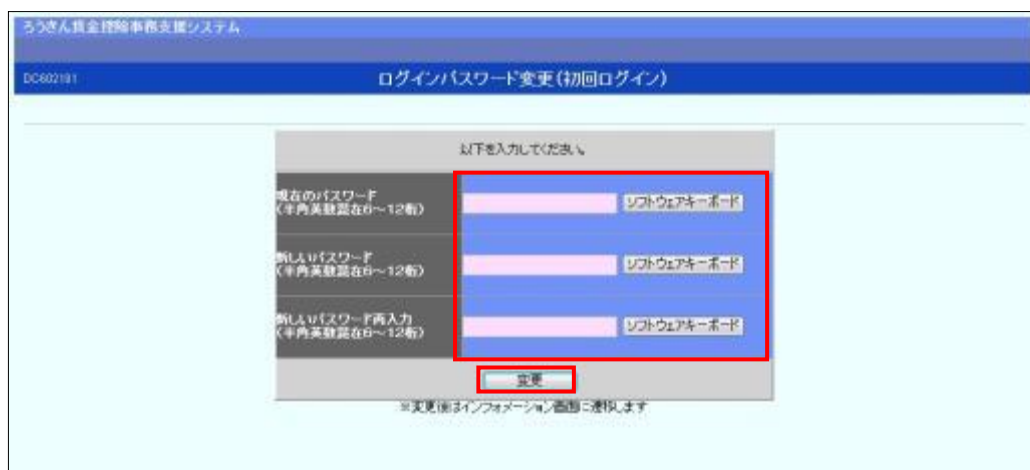 ろうきん賃金控除事務支援システム
DC602101
ログインパスワード変更(初回ログイン)
以下を入力してください。
現在のパスワード
(半角英数混在6〜12桁)
ソフトウェアキーボード
新しいパスワード
(半角英数混在6〜12桁)
ソフトウェアキーボード
新しいパスワード再入力
(半角英数混在6〜12桁)
ソフトウェアキーボード
変更
※変更後はインフォメーション画面に遷移します